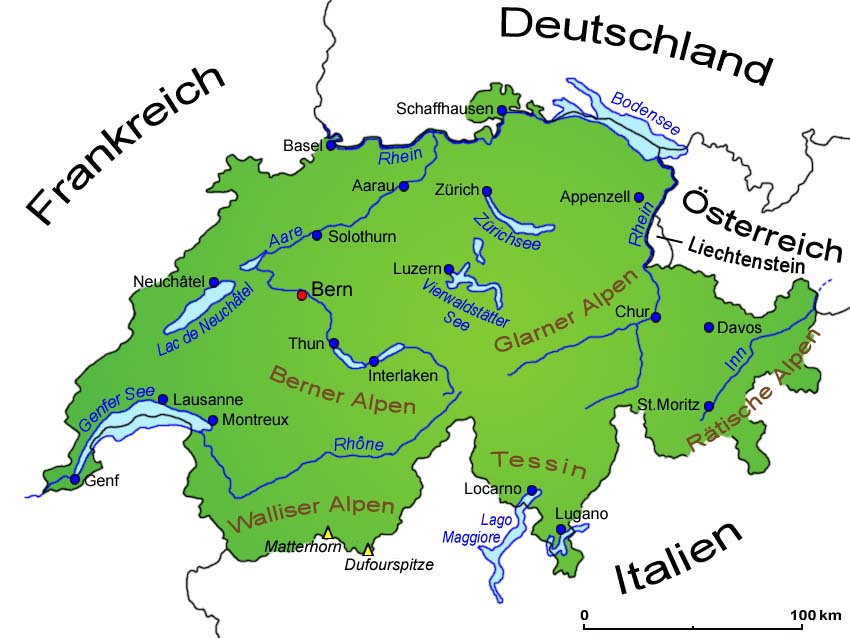 Deutschland
Frankreich
Schaffhausen
Bodensee
Basel
Rhein
Aarau
Zürich
Appenzell
Österreich
Zürichsee
Rhein
Aare
Solothurn
Liechtenstein
Luzern
Neuchâtel
Bern
Vierwaldstätter
See
Lac de Neuchâtel
Glarner Alpen
Chur
Davos
Thun
Interlaken
Inn
Berner Alpen
Genfer See
Lausanne
Montreux
St.Moritz
Rätische Alpen
Rhône
Tessin
Genf
Locarno
Walliser Alpen
Lugano
Lago
Maggiore
Matterhorn
Dufourspitze
Italien
0
100 km